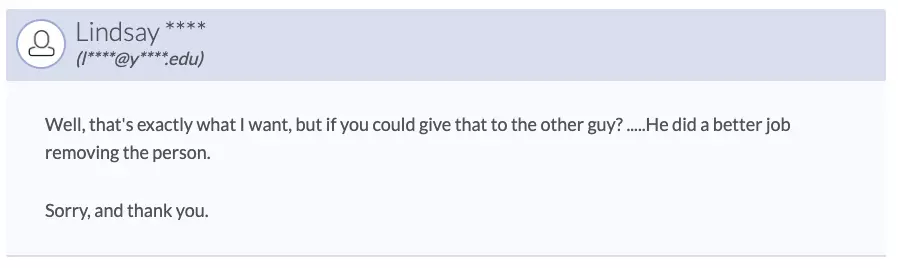 Lindsay ****
(l****@y****.edu)
Well, that's exactly what I want, but if you could give that to the other guy? .....He did a better job
removing the person.
Sorry, and thank you.